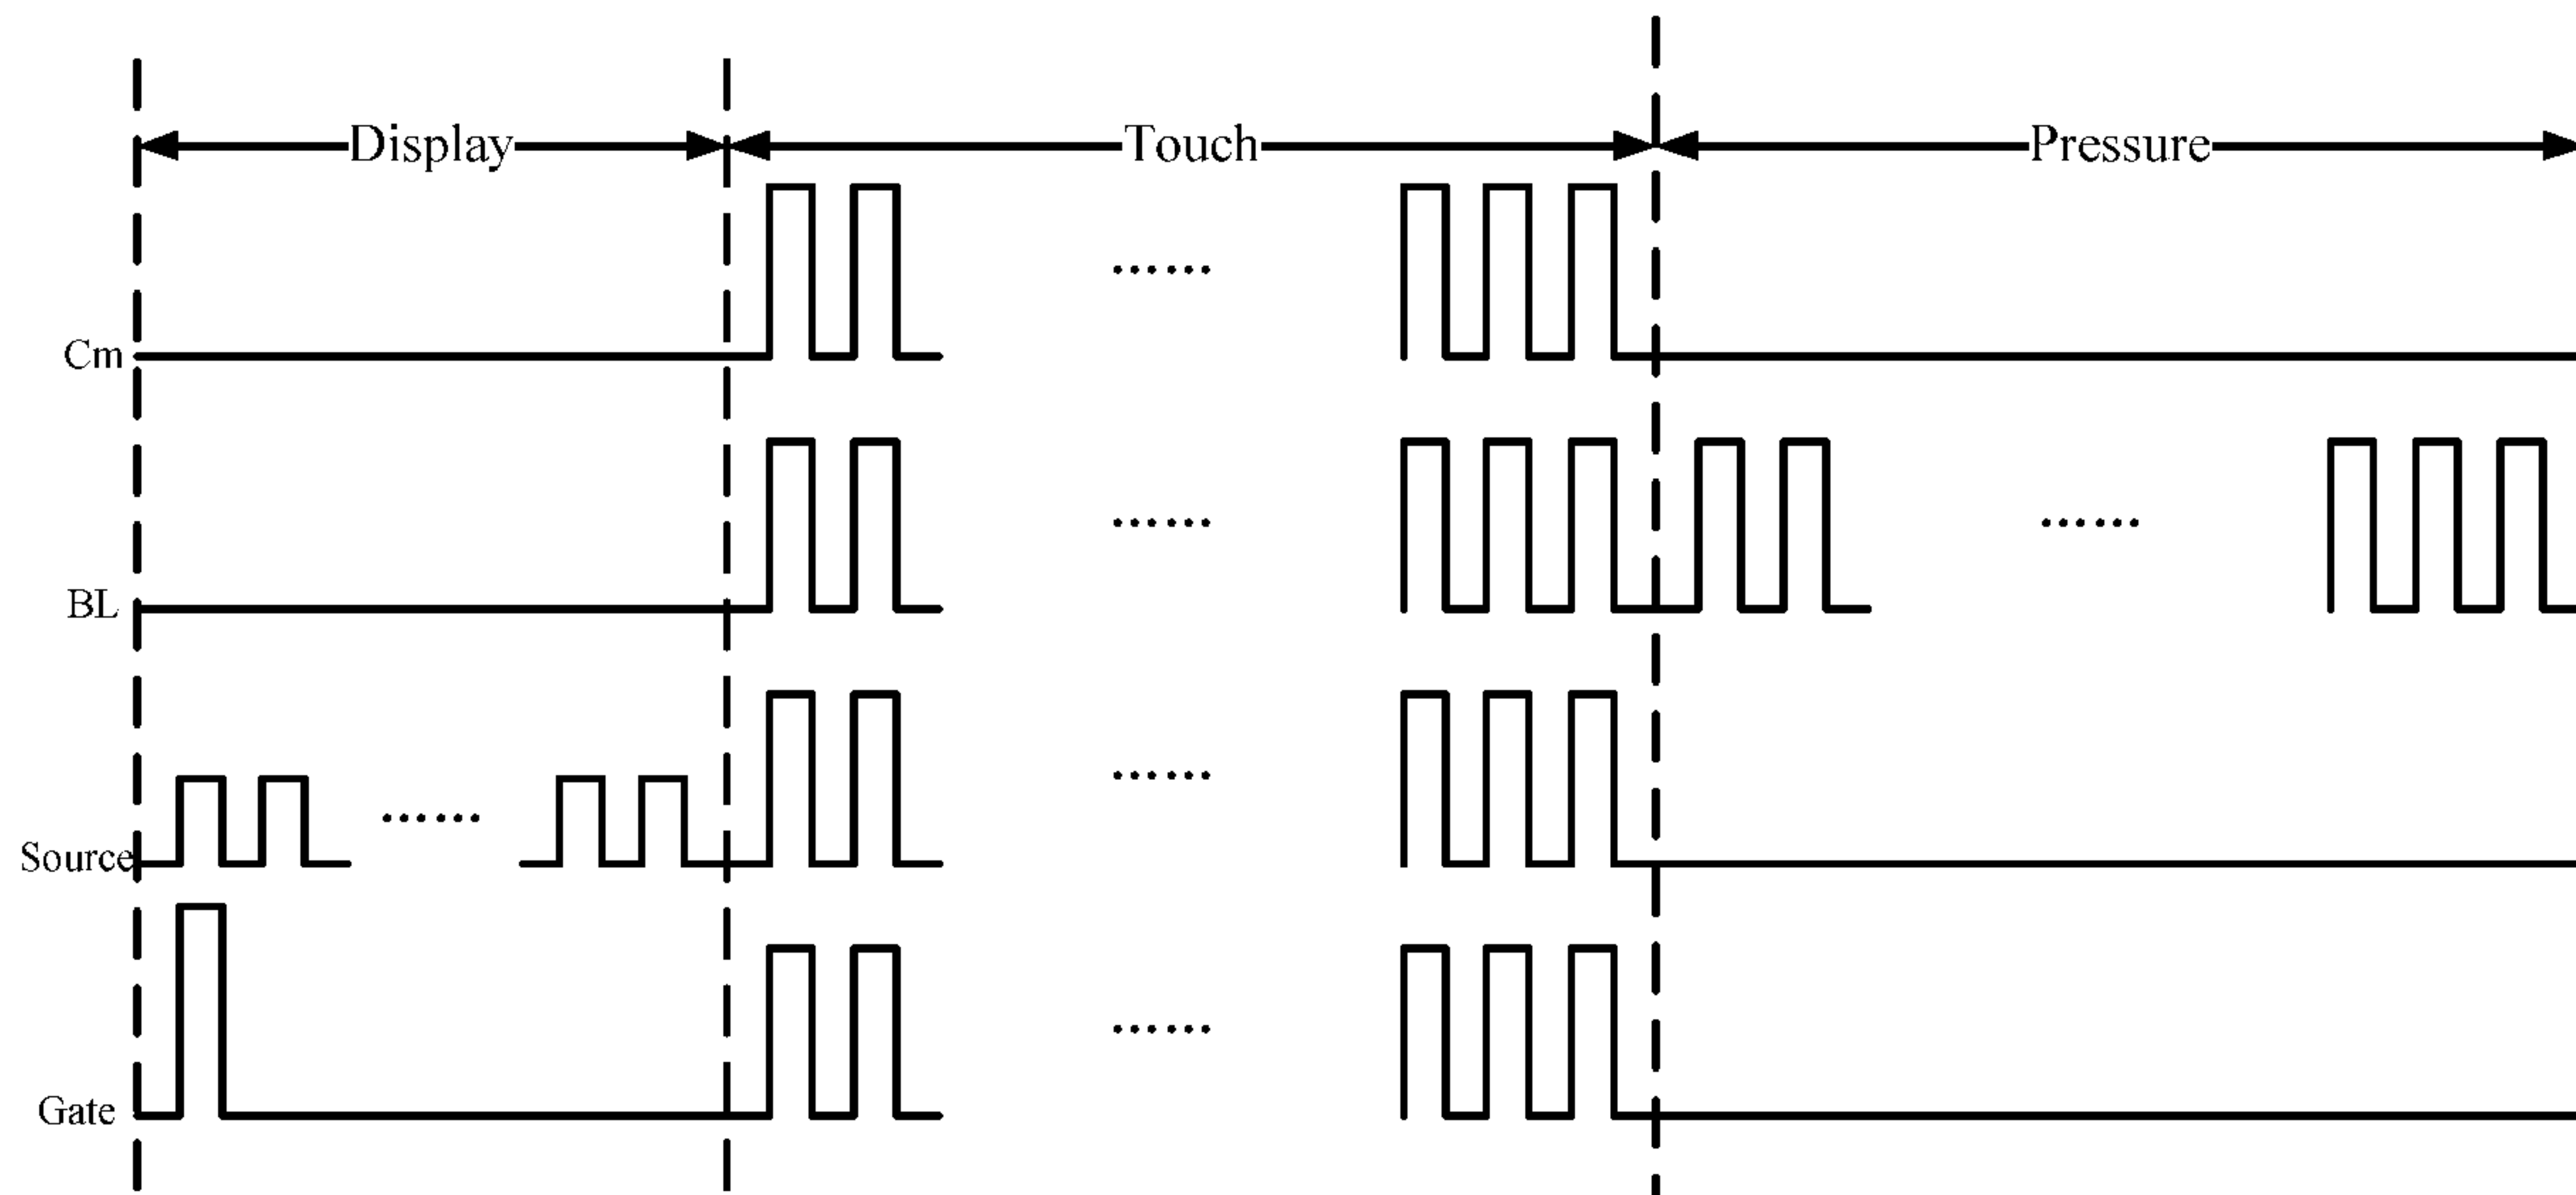 Display Touch Pressure
Cm ......
BL ...... ......
Source ...... ......
Gate ......